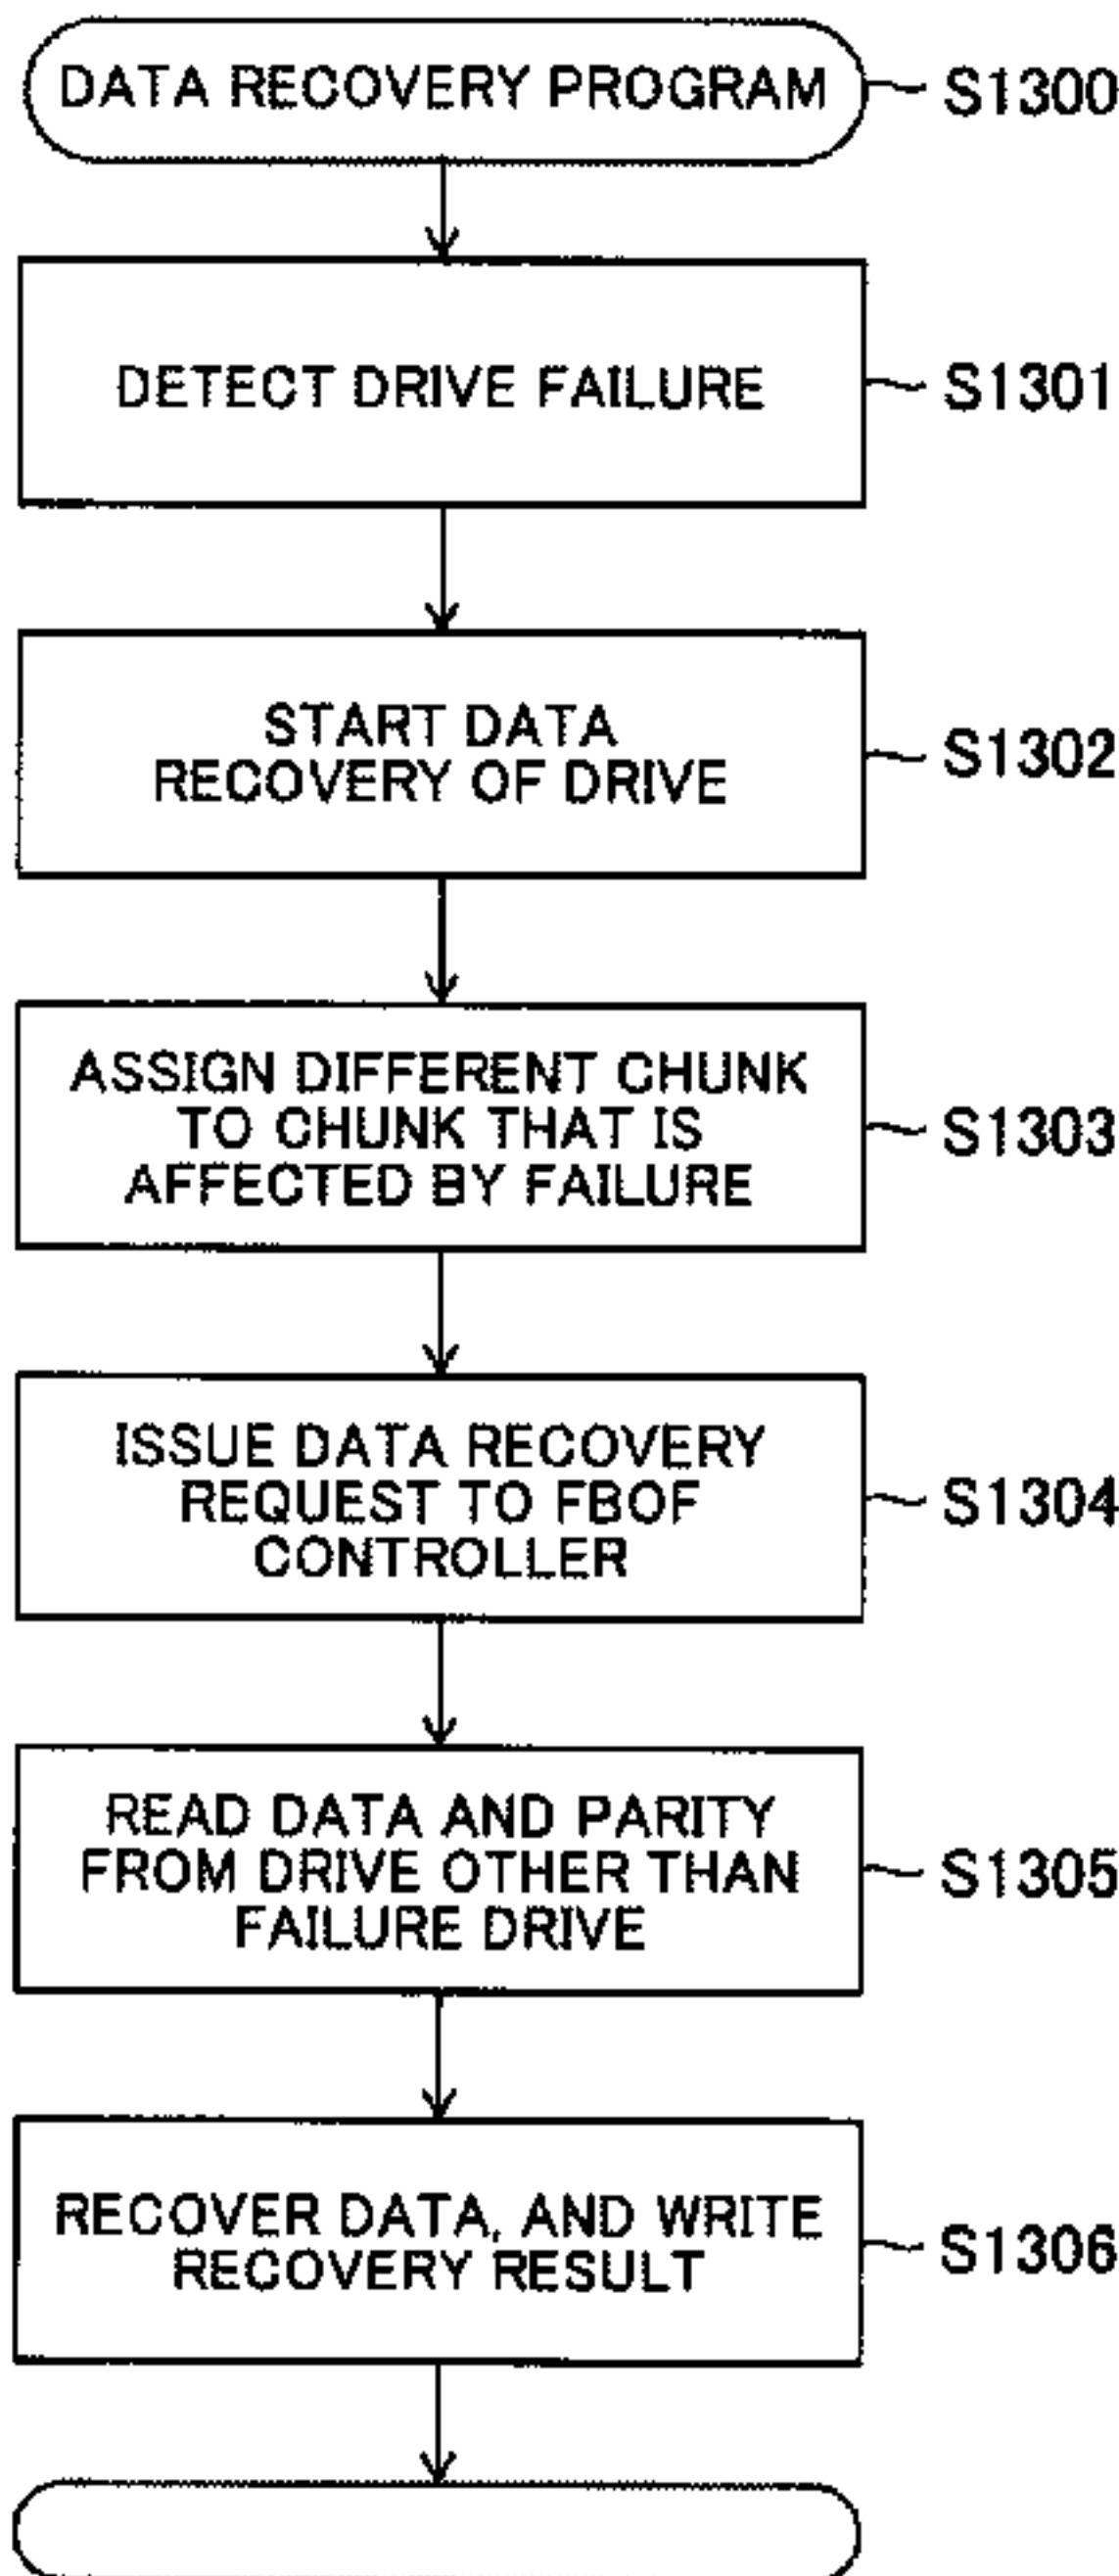 DATA RECOVERY PROGRAM
S1300
DETECT DRIVE FAILURE
S1301
START DATA
RECOVERY OF DRIVE
S1302
ASSIGN DIFFERENT CHUNK
TO CHUNK THAT IS
AFFECTED BY FAILURE
S1303
ISSUE DATA RECOVERY
REQUEST TO FBOF
CONTROLLER
S1304
READ DATA AND PARITY
FROM DRIVE OTHER THAN
FAILURE DRIVE
S1305
RECOVER DATA, AND WRITE
RECOVERY RESULT
S1306